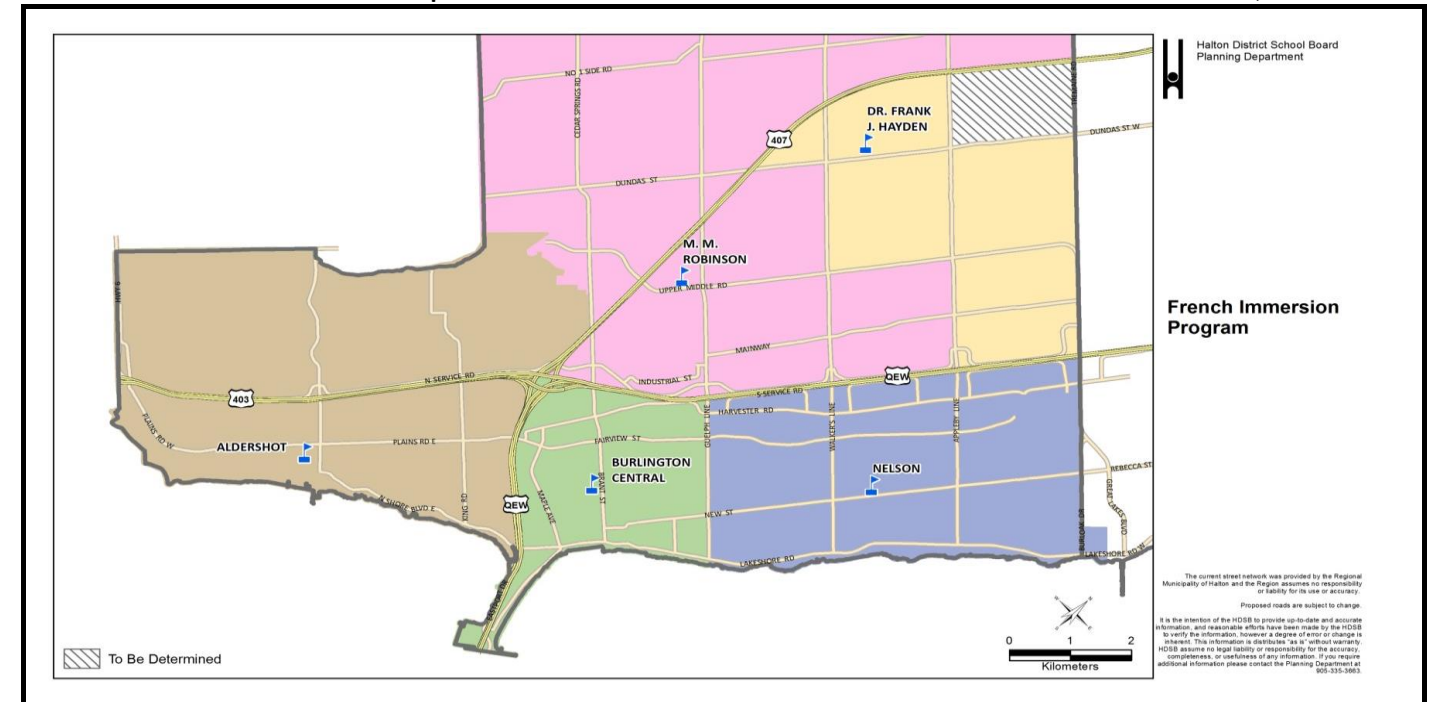 Halton District School Board
Planning Department
NO 1 SIDE RD
CEDAR SPRINGS RD
TREMAINE RD
DR. FRANK
J. HAYDEN
407
DUNDAS ST W
DUNDAS ST
M. M.
ROBINSON
UPPER MIDDLE RD
HWY 6
French Immersion
Program
MAINWAY
INDUSTRIAL ST
N SERVICE RD
QEW
S SERVICE RD
403
HARVESTER RD
GUELPH LINE
WALKER'S LINE
APPLEBY LINE
PLAINS RD W
ALDERSHOT
PLAINS RD E
FAIRVIEW ST
BURLINGTON
CENTRAL
BRANT ST
NELSON
REBECCA ST
GREAT LAKES BLVD
MAPLE AVE
KING RD
N SHORE BLVD E
QEW
NEW ST
BURLOAK DR
LAKESHORE RD
LAKESHORE RD W
EASTPORT DR
The current street network was provided by the Regional
Municipality of Halton and the Region assumes no responsibility
or liability for its use or accuracy.
Proposed roads are subject to change.
It is the intention of the HDSB to provide up-to-date and accurate
information, and reasonable efforts have been made by the HDSB
to verify the information, however a degree of error or change is
inherent. This information is distributes "as is" without warranty.
HDSB assume no legal liability or responsibility for the accuracy,
completeness, or usefulness of any information. If you require
additional information please contact the Planning Department at
905-335-3663.
0 1 2
Kilometers
To Be Determined